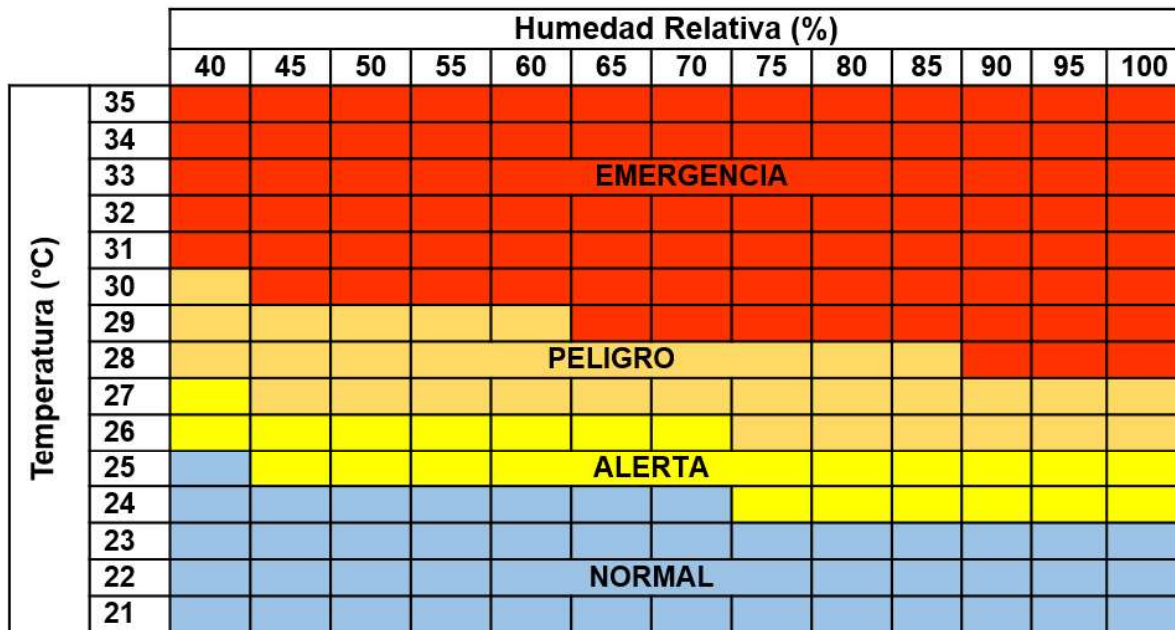 Humedad Relativa (%)
40 45 50 55 60 65 70 75 80 85 90 95 100
Temperatura (°C)
35
34
33 EMERGENCIA
32
31
30
29
28 PELIGRO
27
26
25 ALERTA
24
23
22 NORMAL
21